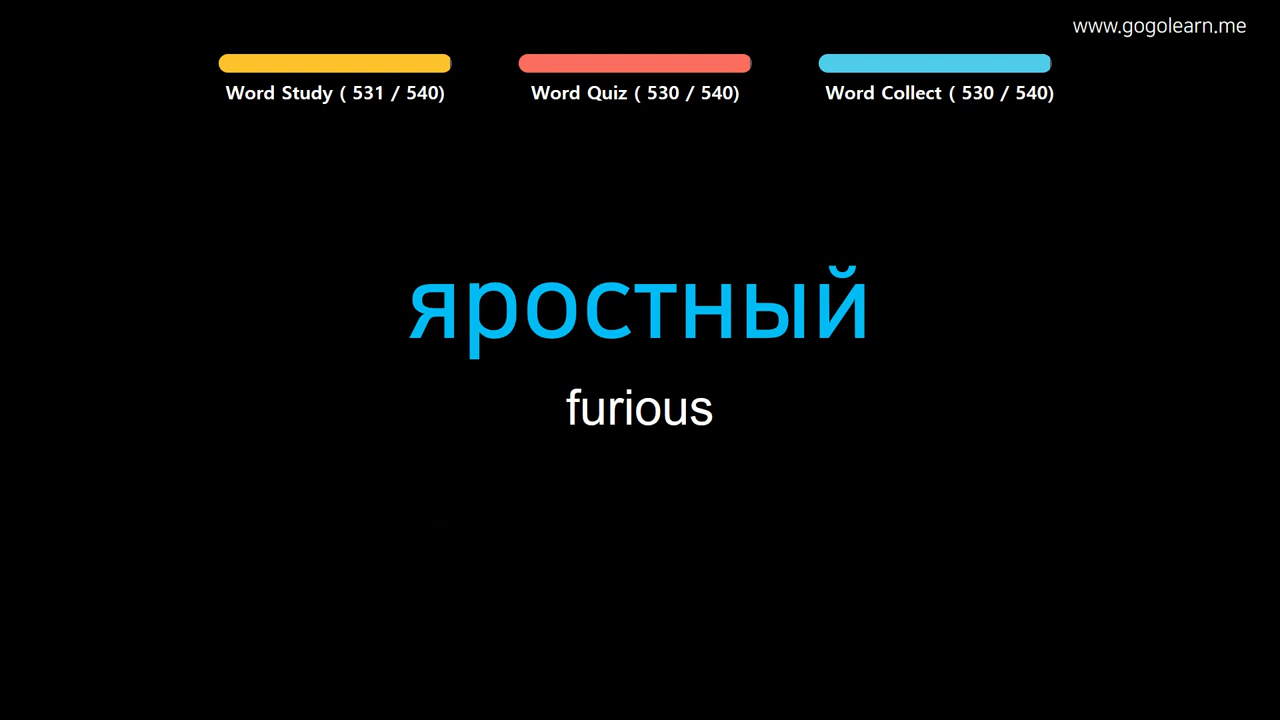 www.gogolearn.me
Word Study ( 531 / 540)
Word Quiz ( 530 / 540)
Word Collect ( 530 / 540)
яростный
furious